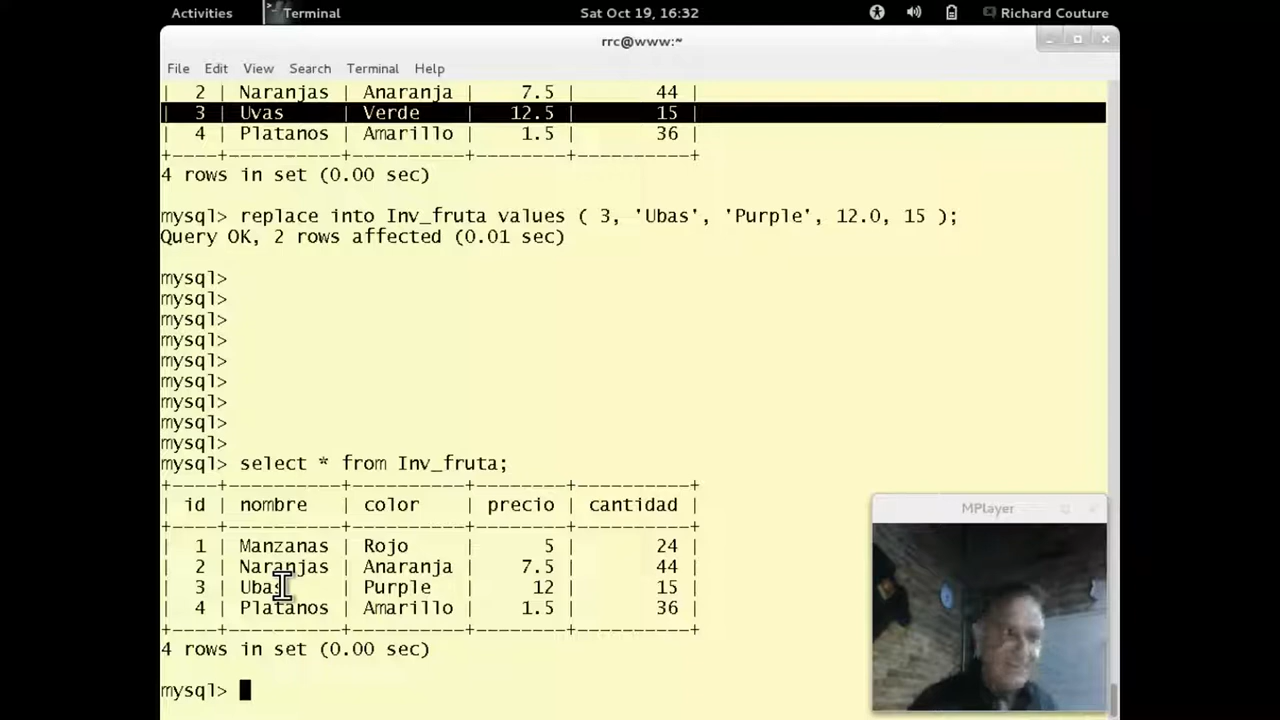 Activities Terminal Sat Oct 19, 16:32 Richard Couture
rrc@www:~
File Edit View Search Terminal Help
| 2 | Naranjas | Anaranja | 7.5 | 44 |
| 3 | Uvas | Verde | 12.5 | 15 |
| 4 | Platanos | Amarillo | 1.5 | 36 |
+----+----------+----------+--------+----------+
4 rows in set (0.00 sec)
mysql> replace into Inv_fruta values ( 3, 'Ubas', 'Purple', 12.0, 15 );
Query OK, 2 rows affected (0.01 sec)
mysql>
mysql>
mysql>
mysql>
mysql>
mysql>
mysql>
mysql>
mysql>
mysql> select * from Inv_fruta;
+----+----------+----------+--------+----------+
| id | nombre | color | precio | cantidad |
+----+----------+----------+--------+----------+
| 1 | Manzanas | Rojo | 5 | 24 |
| 2 | Naranjas | Anaranja | 7.5 | 44 |
| 3 | Ubas | Purple | 12 | 15 |
| 4 | Platanos | Amarillo | 1.5 | 36 |
+----+----------+----------+--------+----------+
4 rows in set (0.00 sec)
MPlayer
mysql>